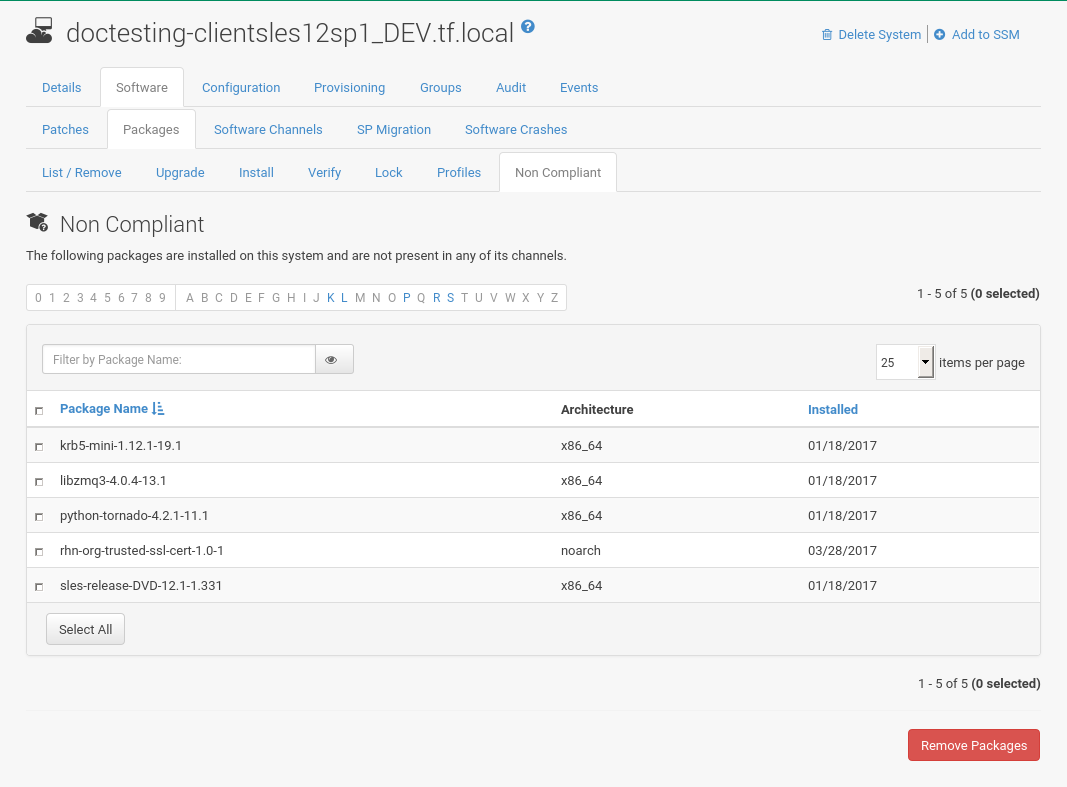 doctesting-clientsles12sp1_DEV.tf.local ? Delete System Add to SSM
Details Software Configuration Provisioning Groups Audit Events
Patches Packages Software Channels SP Migration Software Crashes
List / Remove Upgrade Install Verify Lock Profiles Non Compliant
Non Compliant
The following packages are installed on this system and are not present in any of its channels.
0 1 2 3 4 5 6 7 8 9 A B C D E F G H I J K L M N O P Q R S T U V W X Y Z 1 - 5 of 5 (0 selected)
Filter by Package Name: 25 items per page
Package Name Architecture Installed
krb5-mini-1.12.1-19.1 x86_64 01/18/2017
libzmq3-4.0.4-13.1 x86_64 01/18/2017
python-tornado-4.2.1-11.1 x86_64 01/18/2017
rhn-org-trusted-ssl-cert-1.0-1 noarch 03/28/2017
sles-release-DVD-12.1-1.331 x86_64 01/18/2017
Select All
1 - 5 of 5 (0 selected)
Remove Packages